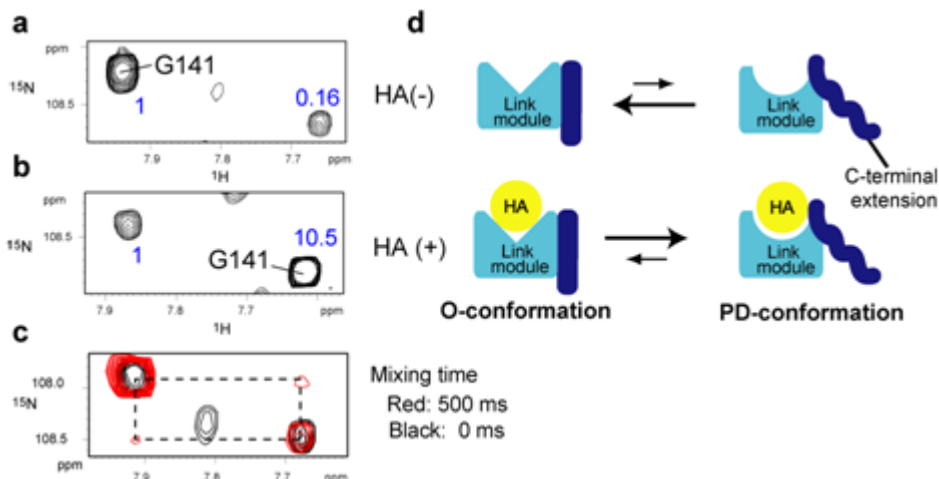 a
ppm
G141
15N
108.5
1
0.16
7.9
7.8
7.7
ppm
1H
b
ppm
15N
108.5
1
10.5
G141
7.9
7.8
7.7
ppm
1H
c
108.0
15N
108.5
ppm
7.9
7.8
7.7
Mixing time
Red: 500 ms
Black: 0 ms
d
HA(-)
Link
module
Link
module
C-terminal
extension
HA (+)
HA
Link
module
HA
Link
module
O-conformation
PD-conformation